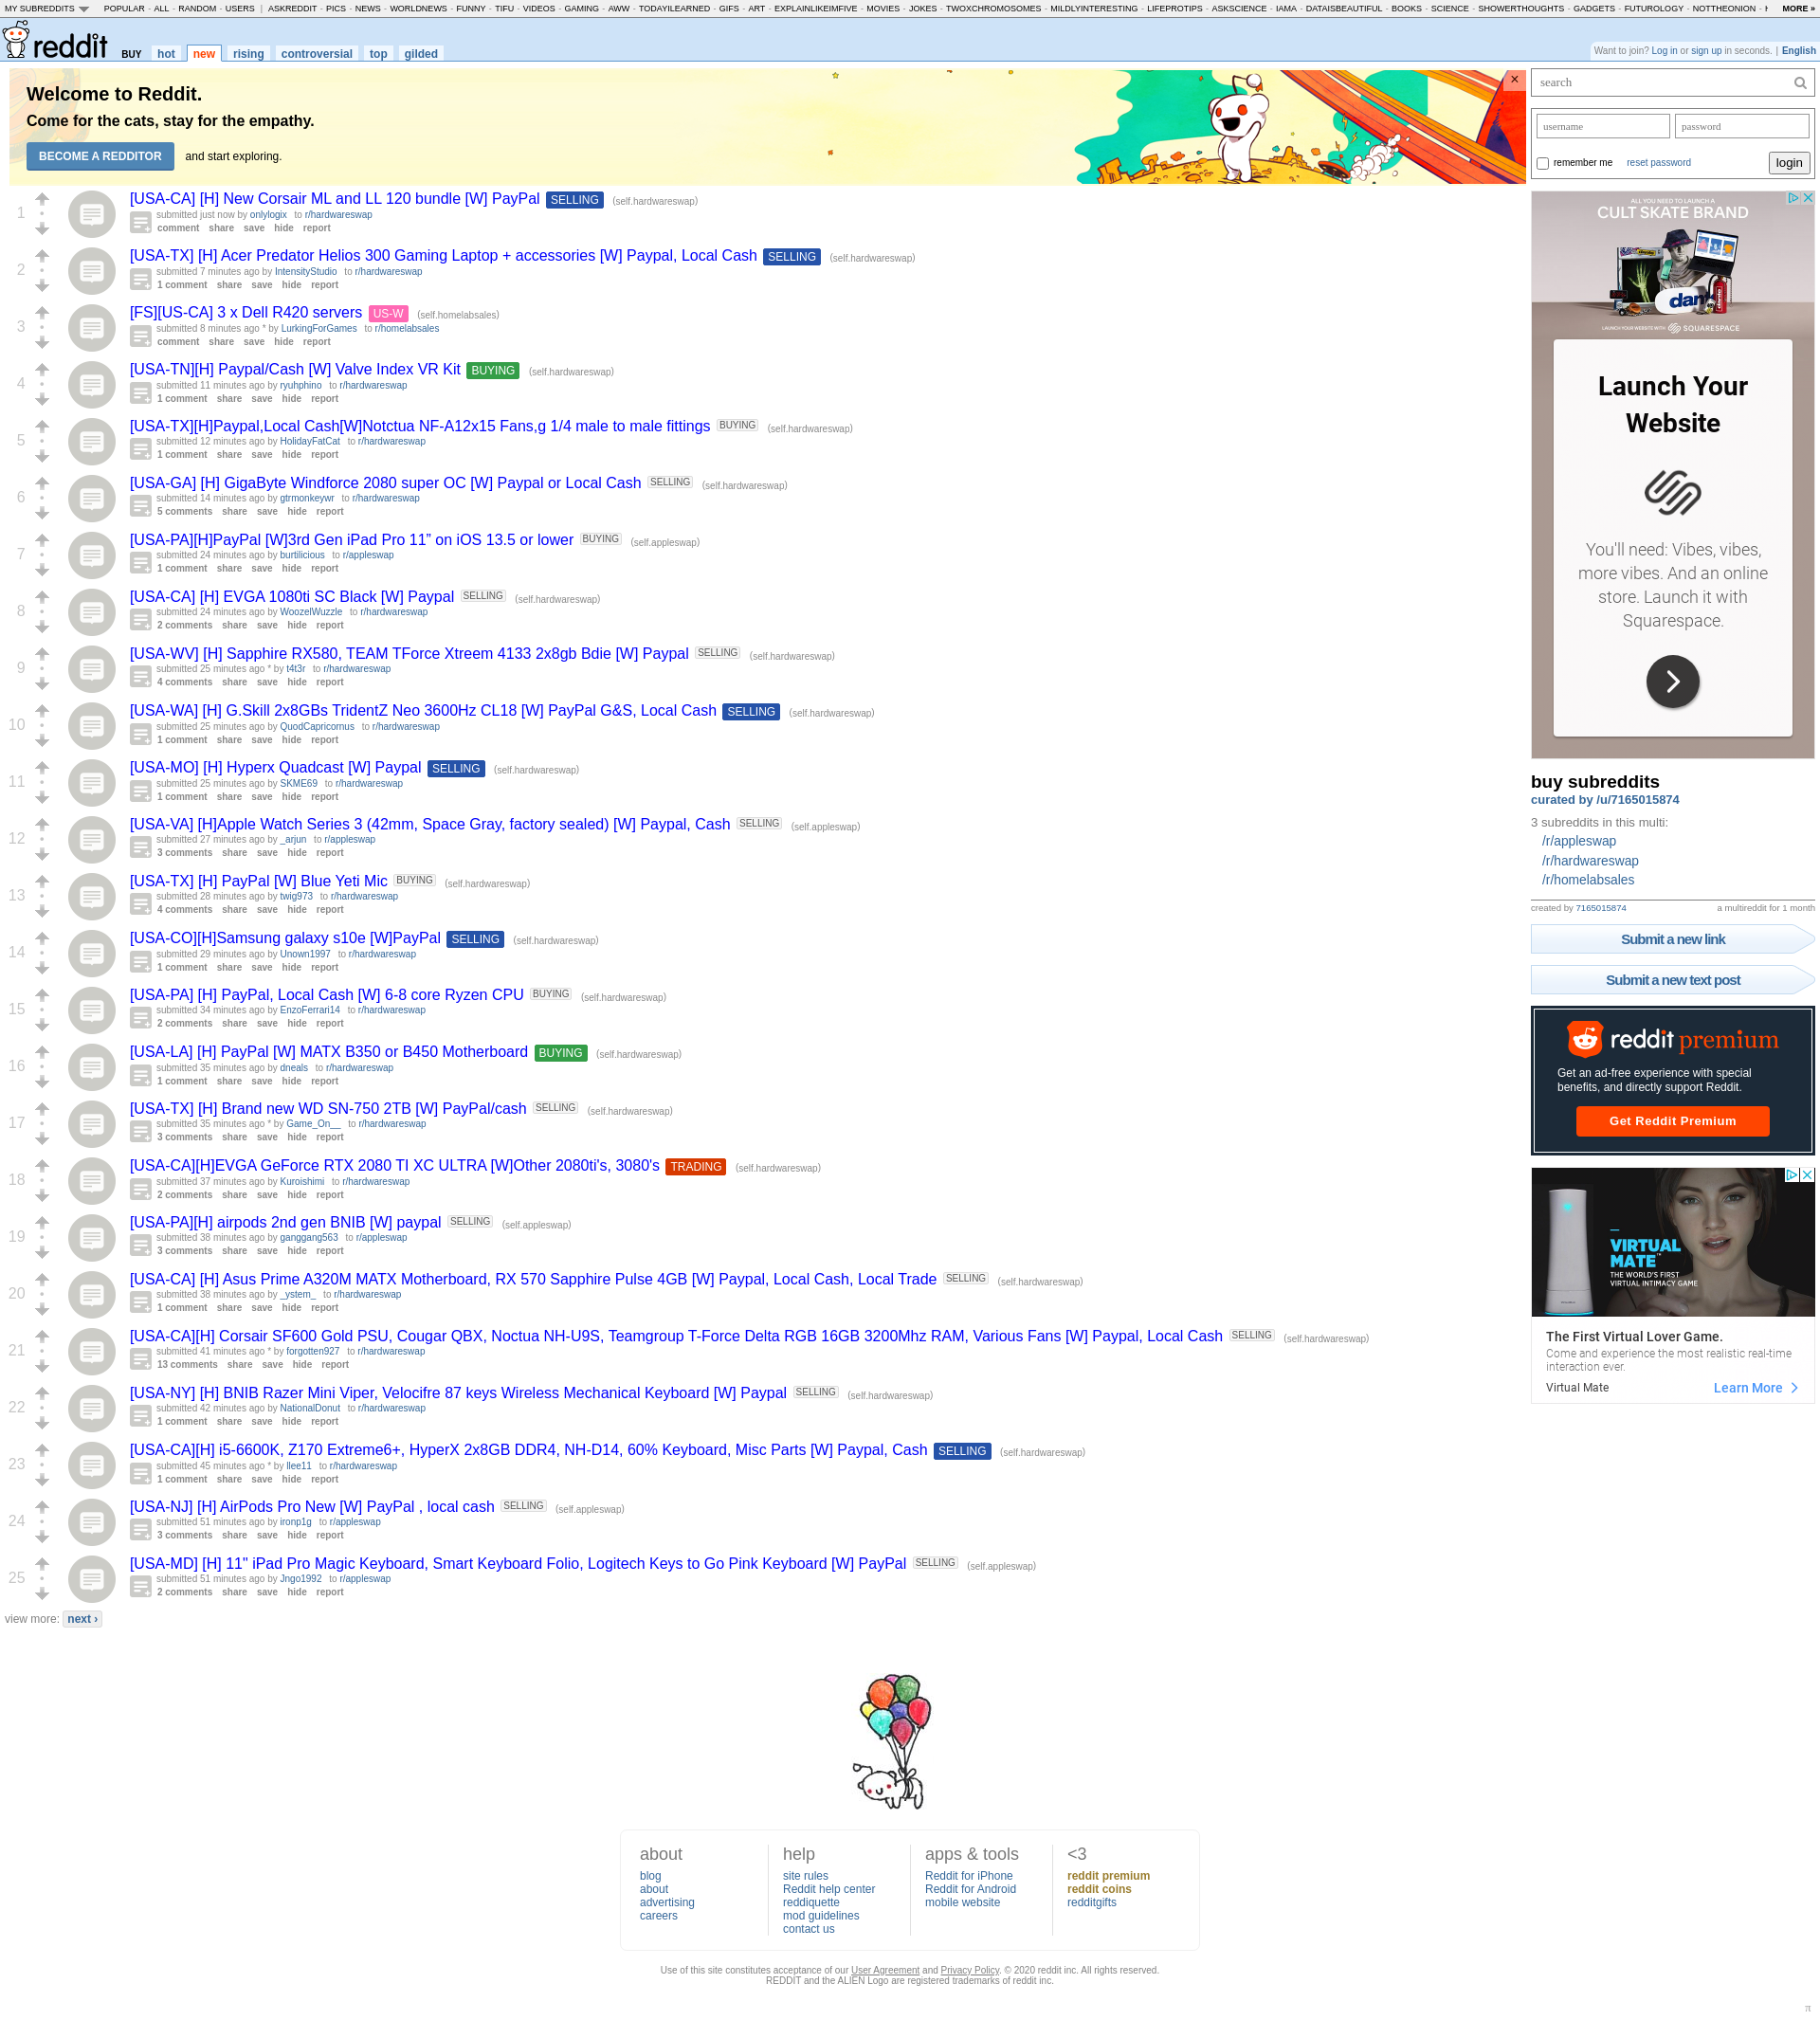 MY SUBREDDITS POPULAR - ALL - RANDOM - USERS | ASKREDDIT - PICS - NEWS - WORLDNEWS - FUNNY - TIFU - VIDEOS - GAMING - AWW - TODAYILEARNED - GIFS - ART - EXPLAINLIKEIMFIVE - MOVIES - JOKES - TWOXCHROMOSOMES - MILDLYINTERESTING - LIFEPROTIPS - ASKSCIENCE - IAMA - DATAISBEAUTIFUL - BOOKS - SCIENCE - SHOWERTHOUGHTS - GADGETS - FUTUROLOGY - NOTTHEONION - MORE »
reddit BUY hot new rising controversial top gilded
Want to join? Log in or sign up in seconds. | English
Welcome to Reddit.
Come for the cats, stay for the empathy.
BECOME A REDDITOR and start exploring.
1
[USA-CA] [H] New Corsair ML and LL 120 bundle [W] PayPal SELLING (self.hardwareswap)
submitted just now by onlylogix to r/hardwareswap
comment share save hide report
2
[USA-TX] [H] Acer Predator Helios 300 Gaming Laptop + accessories [W] Paypal, Local Cash SELLING (self.hardwareswap)
submitted 7 minutes ago by IntensityStudio to r/hardwareswap
1 comment share save hide report
3
[FS][US-CA] 3 x Dell R420 servers US-W (self.homelabsales)
submitted 8 minutes ago * by LurkingForGames to r/homelabsales
comment share save hide report
4
[USA-TN][H] Paypal/Cash [W] Valve Index VR Kit BUYING (self.hardwareswap)
submitted 11 minutes ago by ryuhphino to r/hardwareswap
1 comment share save hide report
5
[USA-TX][H]Paypal,Local Cash[W]Notctua NF-A12x15 Fans,g 1/4 male to male fittings BUYING (self.hardwareswap)
submitted 12 minutes ago by HolidayFatCat to r/hardwareswap
1 comment share save hide report
6
[USA-GA] [H] GigaByte Windforce 2080 super OC [W] Paypal or Local Cash SELLING (self.hardwareswap)
submitted 14 minutes ago by gtrmonkeywr to r/hardwareswap
5 comments share save hide report
7
[USA-PA][H]PayPal [W]3rd Gen iPad Pro 11” on iOS 13.5 or lower BUYING (self.appleswap)
submitted 24 minutes ago by burtilicious to r/appleswap
1 comment share save hide report
8
[USA-CA] [H] EVGA 1080ti SC Black [W] Paypal SELLING (self.hardwareswap)
submitted 24 minutes ago by WoozelWuzzle to r/hardwareswap
2 comments share save hide report
9
[USA-WV] [H] Sapphire RX580, TEAM TForce Xtreem 4133 2x8gb Bdie [W] Paypal SELLING (self.hardwareswap)
submitted 25 minutes ago * by t4t3r to r/hardwareswap
4 comments share save hide report
10
[USA-WA] [H] G.Skill 2x8GBs TridentZ Neo 3600Hz CL18 [W] PayPal G&S, Local Cash SELLING (self.hardwareswap)
submitted 25 minutes ago by QuodCapricornus to r/hardwareswap
1 comment share save hide report
11
[USA-MO] [H] Hyperx Quadcast [W] Paypal SELLING (self.hardwareswap)
submitted 25 minutes ago by SKME69 to r/hardwareswap
1 comment share save hide report
12
[USA-VA] [H]Apple Watch Series 3 (42mm, Space Gray, factory sealed) [W] Paypal, Cash SELLING (self.appleswap)
submitted 27 minutes ago by _arjun to r/appleswap
3 comments share save hide report
13
[USA-TX] [H] PayPal [W] Blue Yeti Mic BUYING (self.hardwareswap)
submitted 28 minutes ago by twig973 to r/hardwareswap
4 comments share save hide report
14
[USA-CO][H]Samsung galaxy s10e [W]PayPal SELLING (self.hardwareswap)
submitted 29 minutes ago by Unown1997 to r/hardwareswap
1 comment share save hide report
15
[USA-PA] [H] PayPal, Local Cash [W] 6-8 core Ryzen CPU BUYING (self.hardwareswap)
submitted 34 minutes ago by EnzoFerrari14 to r/hardwareswap
2 comments share save hide report
16
[USA-LA] [H] PayPal [W] MATX B350 or B450 Motherboard BUYING (self.hardwareswap)
submitted 35 minutes ago by dneals to r/hardwareswap
1 comment share save hide report
17
[USA-TX] [H] Brand new WD SN-750 2TB [W] PayPal/cash SELLING (self.hardwareswap)
submitted 35 minutes ago * by Game_On__ to r/hardwareswap
3 comments share save hide report
18
[USA-CA][H]EVGA GeForce RTX 2080 TI XC ULTRA [W]Other 2080ti's, 3080's TRADING (self.hardwareswap)
submitted 37 minutes ago by Kuroishimi to r/hardwareswap
2 comments share save hide report
19
[USA-PA][H] airpods 2nd gen BNIB [W] paypal SELLING (self.appleswap)
submitted 38 minutes ago by ganggang563 to r/appleswap
3 comments share save hide report
20
[USA-CA] [H] Asus Prime A320M MATX Motherboard, RX 570 Sapphire Pulse 4GB [W] Paypal, Local Cash, Local Trade SELLING (self.hardwareswap)
submitted 38 minutes ago by _ystem_ to r/hardwareswap
1 comment share save hide report
21
[USA-CA][H] Corsair SF600 Gold PSU, Cougar QBX, Noctua NH-U9S, Teamgroup T-Force Delta RGB 16GB 3200Mhz RAM, Various Fans [W] Paypal, Local Cash SELLING (self.hardwareswap)
submitted 41 minutes ago * by forgotten927 to r/hardwareswap
13 comments share save hide report
22
[USA-NY] [H] BNIB Razer Mini Viper, Velocifre 87 keys Wireless Mechanical Keyboard [W] Paypal SELLING (self.hardwareswap)
submitted 42 minutes ago by NationalDonut to r/hardwareswap
1 comment share save hide report
23
[USA-CA][H] i5-6600K, Z170 Extreme6+, HyperX 2x8GB DDR4, NH-D14, 60% Keyboard, Misc Parts [W] Paypal, Cash SELLING (self.hardwareswap)
submitted 45 minutes ago * by llee11 to r/hardwareswap
1 comment share save hide report
24
[USA-NJ] [H] AirPods Pro New [W] PayPal , local cash SELLING (self.appleswap)
submitted 51 minutes ago by ironp1g to r/appleswap
3 comments share save hide report
25
[USA-MD] [H] 11" iPad Pro Magic Keyboard, Smart Keyboard Folio, Logitech Keys to Go Pink Keyboard [W] PayPal SELLING (self.appleswap)
submitted 51 minutes ago by Jngo1992 to r/appleswap
2 comments share save hide report
view more: next ›
search
username password
remember me reset password login
ALL YOU NEED TO LAUNCH A
CULT SKATE BRAND
dan
LAUNCH YOUR WEBSITE WITH SQUARESPACE
Launch Your
Website
You'll need: Vibes, vibes,
more vibes. And an online
store. Launch it with
Squarespace.
buy subreddits
curated by /u/7165015874
3 subreddits in this multi:
/r/appleswap
/r/hardwareswap
/r/homelabsales
created by 7165015874 a multireddit for 1 month
Submit a new link
Submit a new text post
reddit premium
Get an ad-free experience with special
benefits, and directly support Reddit.
Get Reddit Premium
VIRTUAL
MATE
THE WORLD'S FIRST
VIRTUAL INTIMACY GAME
The First Virtual Lover Game.
Come and experience the most realistic real-time
interaction ever.
Virtual Mate Learn More
about
blog
about
advertising
careers
help
site rules
Reddit help center
reddiquette
mod guidelines
contact us
apps & tools
Reddit for iPhone
Reddit for Android
mobile website
<3
reddit premium
reddit coins
redditgifts
Use of this site constitutes acceptance of our User Agreement and Privacy Policy. © 2020 reddit inc. All rights reserved.
REDDIT and the ALIEN Logo are registered trademarks of reddit inc.
π